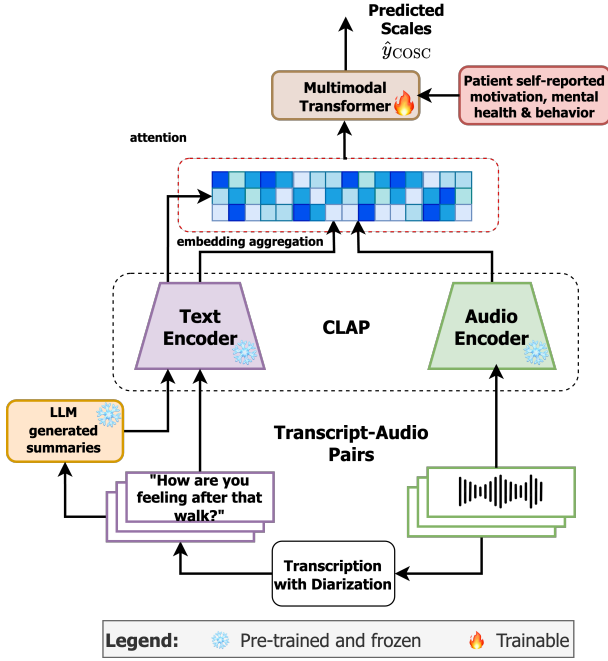 Predicted
Scales
ŷCOSC
Multimodal
Transformer
Patient self-reported
motivation, mental
health & behavior
attention
embedding aggregation
Text
Encoder
CLAP
Audio
Encoder
LLM
generated
summaries
Transcript-Audio
Pairs
"How are you
feeling after that
walk?"
Transcription
with Diarization
Legend: Pre-trained and frozen Trainable